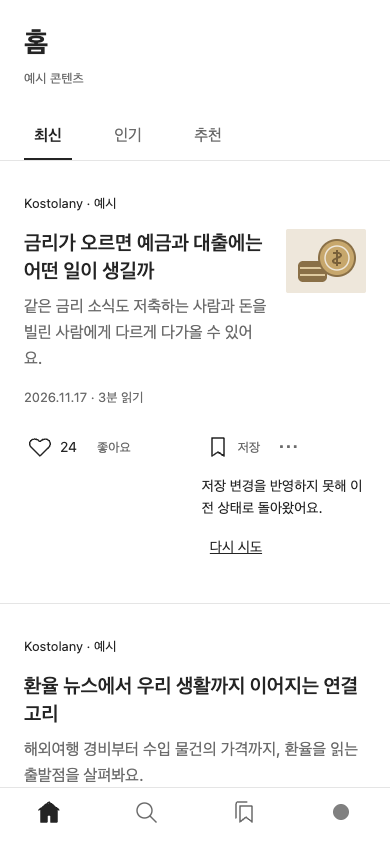 홈
예시 콘텐츠
최신 인기 추천
Kostolany · 예시
금리가 오르면 예금과 대출에는
어떤 일이 생길까
같은 금리 소식도 저축하는 사람과 돈을
빌린 사람에게 다르게 다가올 수 있어
요.
2026.11.17 · 3분 읽기
24 좋아요 저장
저장 변경을 반영하지 못해 이
전 상태로 돌아왔어요.
다시 시도
Kostolany · 예시
환율 뉴스에서 우리 생활까지 이어지는 연결
고리
해외여행 경비부터 수입 물건의 가격까지, 환율을 읽는
출발점을 살펴봐요.